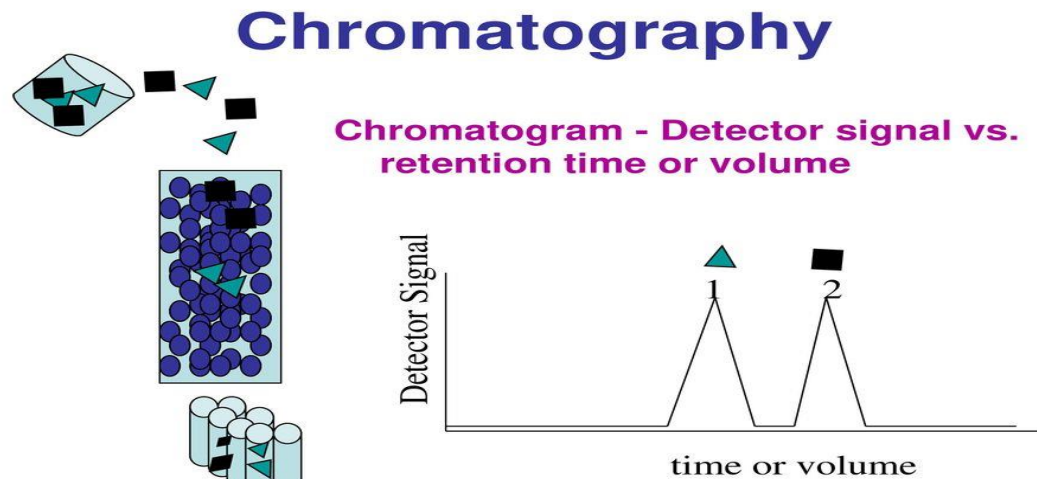 Chromatography
Chromatogram - Detector signal vs.
retention time or volume
Detector Signal
1
2
time or volume